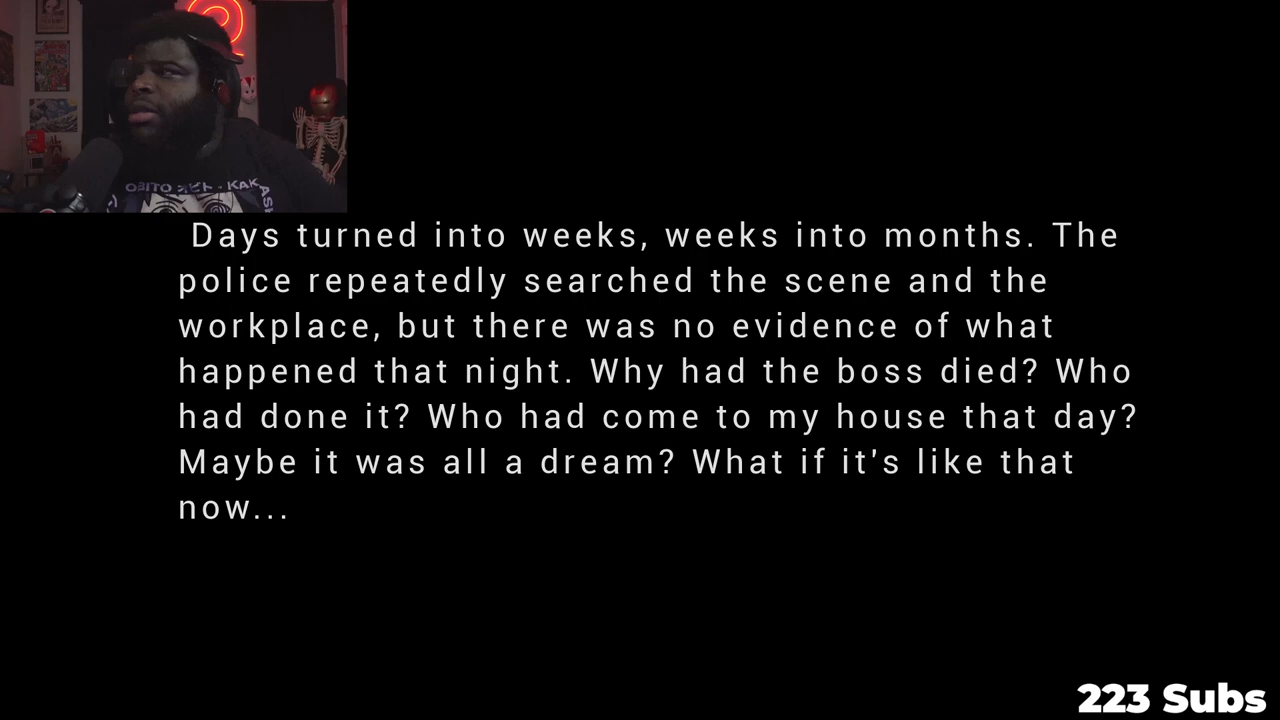 OBITO
KAKASHI
Days turned into weeks, weeks into months. The
police repeatedly searched the scene and the
workplace, but there was no evidence of what
happened that night. Why had the boss died? Who
had done it? Who had come to my house that day?
Maybe it was all a dream? What if it's like that
now...
223 Subs